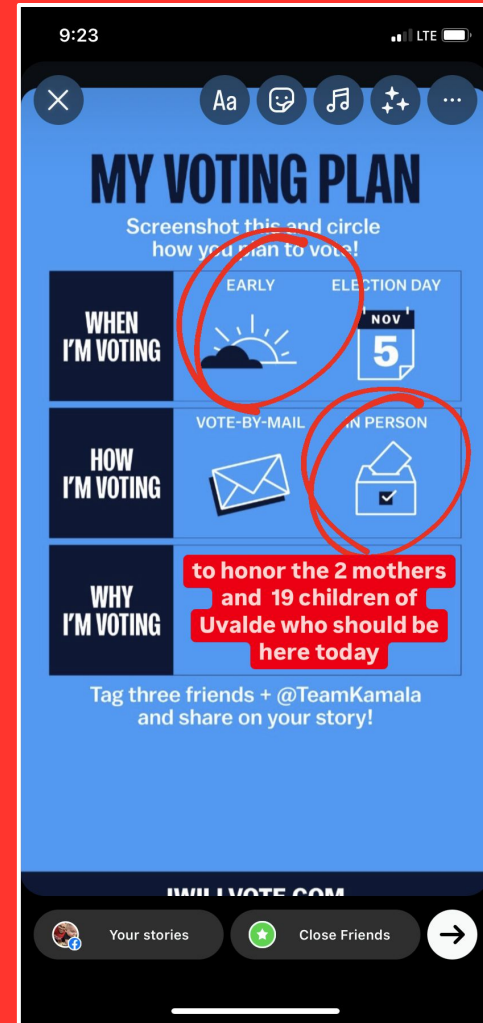 9:23
LTE
Aa
MY VOTING PLAN
Screenshot this and circle
how you plan to vote!
WHEN
I'M VOTING
EARLY
ELECTION DAY
NOV
5
HOW
I'M VOTING
VOTE-BY-MAIL
IN PERSON
WHY
I'M VOTING
to honor the 2 mothers
and 19 children of
Uvalde who should be
here today
Tag three friends + @TeamKamala
and share on your story!
IWILLVOTE.COM
Your stories
Close Friends